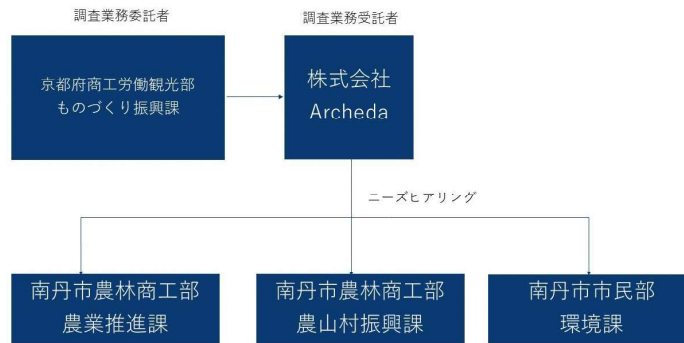 調査業務委託者
調査業務受託者
京都府商工労働観光部
ものづくり振興課
株式会社
Archeda
ニーズヒアリング
南丹市農林商工部
農業推進課
南丹市農林商工部
農山村振興課
南丹市市民部
環境課